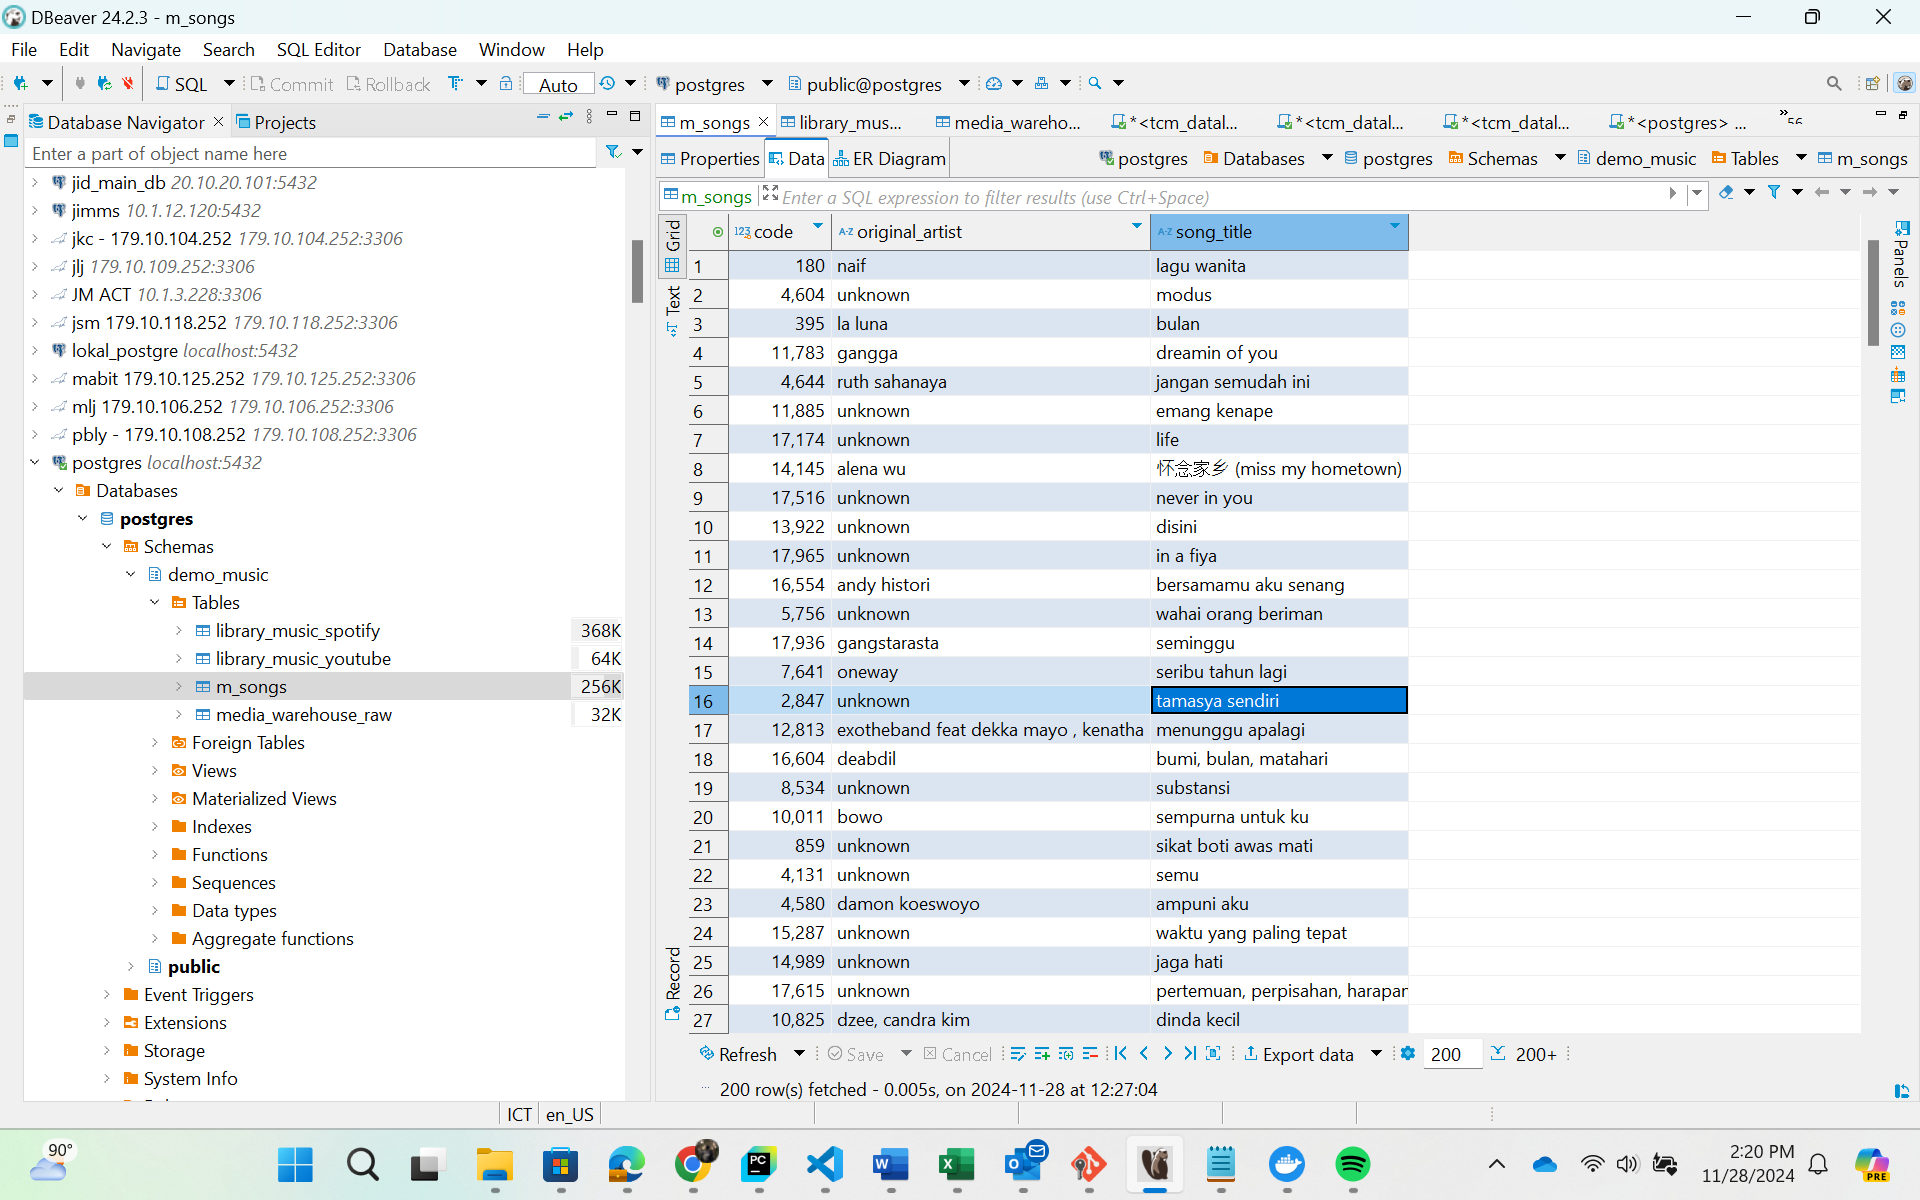 DBeaver 24.2.3 - m_songs
File Edit Navigate Search SQL Editor Database Window Help
SQL Commit Rollback Auto postgres public@postgres
Database Navigator Projects
Enter a part of object name here
jid_main_db 20.10.20.101:5432
jimms 10.1.12.120:5432
jkc - 179.10.104.252 179.10.104.252:3306
jlj 179.10.109.252:3306
JM ACT 10.1.3.228:3306
jsm 179.10.118.252 179.10.118.252:3306
lokal_postgre localhost:5432
mabit 179.10.125.252 179.10.125.252:3306
mlj 179.10.106.252 179.10.106.252:3306
pbly - 179.10.108.252 179.10.108.252:3306
postgres localhost:5432
Databases
postgres
Schemas
demo_music
Tables
library_music_spotify 368K
library_music_youtube 64K
m_songs 256K
media_warehouse_raw 32K
Foreign Tables
Views
Materialized Views
Indexes
Functions
Sequences
Data types
Aggregate functions
public
Event Triggers
Extensions
Storage
System Info
m_songs library_mus... media_wareho... *<tcm_datal... *<tcm_datal... *<tcm_datal... *<postgres> ... »56
Properties Data ER Diagram postgres Databases postgres Schemas demo_music Tables m_songs
m_songs Enter a SQL expression to filter results (use Ctrl+Space)
Grid
Text
Record
Panels
123 code A-Z original_artist A-Z song_title
1 180 naif lagu wanita
2 4,604 unknown modus
3 395 la luna bulan
4 11,783 gangga dreamin of you
5 4,644 ruth sahanaya jangan semudah ini
6 11,885 unknown emang kenape
7 17,174 unknown life
8 14,145 alena wu 怀念家乡 (miss my hometown)
9 17,516 unknown never in you
10 13,922 unknown disini
11 17,965 unknown in a fiya
12 16,554 andy histori bersamamu aku senang
13 5,756 unknown wahai orang beriman
14 17,936 gangstarasta seminggu
15 7,641 oneway seribu tahun lagi
16 2,847 unknown tamasya sendiri
17 12,813 exotheband feat dekka mayo , kenatha menunggu apalagi
18 16,604 deabdil bumi, bulan, matahari
19 8,534 unknown substansi
20 10,011 bowo sempurna untuk ku
21 859 unknown sikat boti awas mati
22 4,131 unknown semu
23 4,580 damon koeswoyo ampuni aku
24 15,287 unknown waktu yang paling tepat
25 14,989 unknown jaga hati
26 17,615 unknown pertemuan, perpisahan, harapan
27 10,825 dzee, candra kim dinda kecil
Refresh Save Cancel Export data 200 200+
200 row(s) fetched - 0.005s, on 2024-11-28 at 12:27:04
ICT en_US
90°
2:20 PM
11/28/2024
PRE